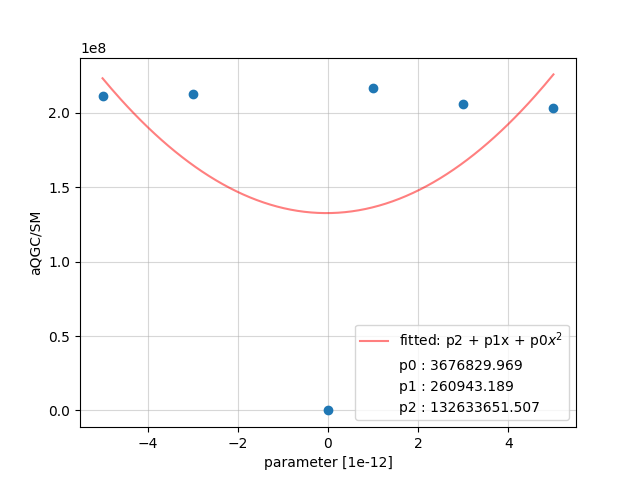 1e8
2.0
1.5
1.0
0.5
0.0
aQGC/SM
fitted: p2 + p1x + p0x²
p0 : 3676829.969
p1 : 260943.189
p2 : 132633651.507
−4 −2 0 2 4
parameter [1e-12]